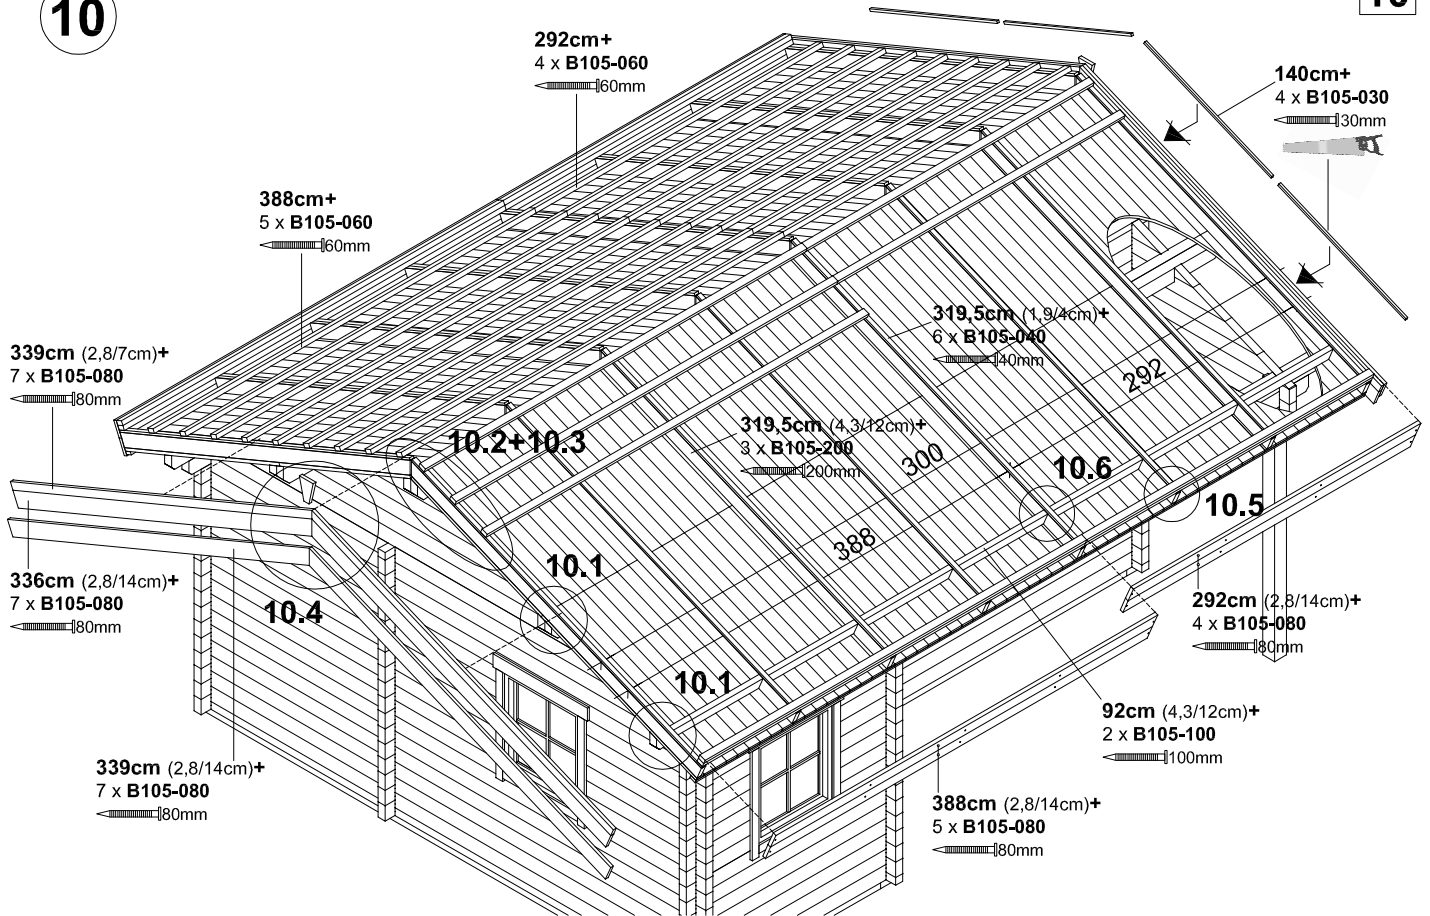 10
292cm+
4 x B105-060
60mm
140cm+
4 x B105-030
30mm
388cm+
5 x B105-060
60mm
339cm (2,8/7cm)+
7 x B105-080
80mm
319,5cm (1,9/4cm)+
6 x B105-040
40mm
292
319,5cm (4,3/12cm)+
3 x B105-200
200mm
300
388
10.2+10.3
10.6
10.5
10.1
10.4
10.1
336cm (2,8/14cm)+
7 x B105-080
80mm
292cm (2,8/14cm)+
4 x B105-080
80mm
92cm (4,3/12cm)+
2 x B105-100
100mm
339cm (2,8/14cm)+
7 x B105-080
80mm
388cm (2,8/14cm)+
5 x B105-080
80mm